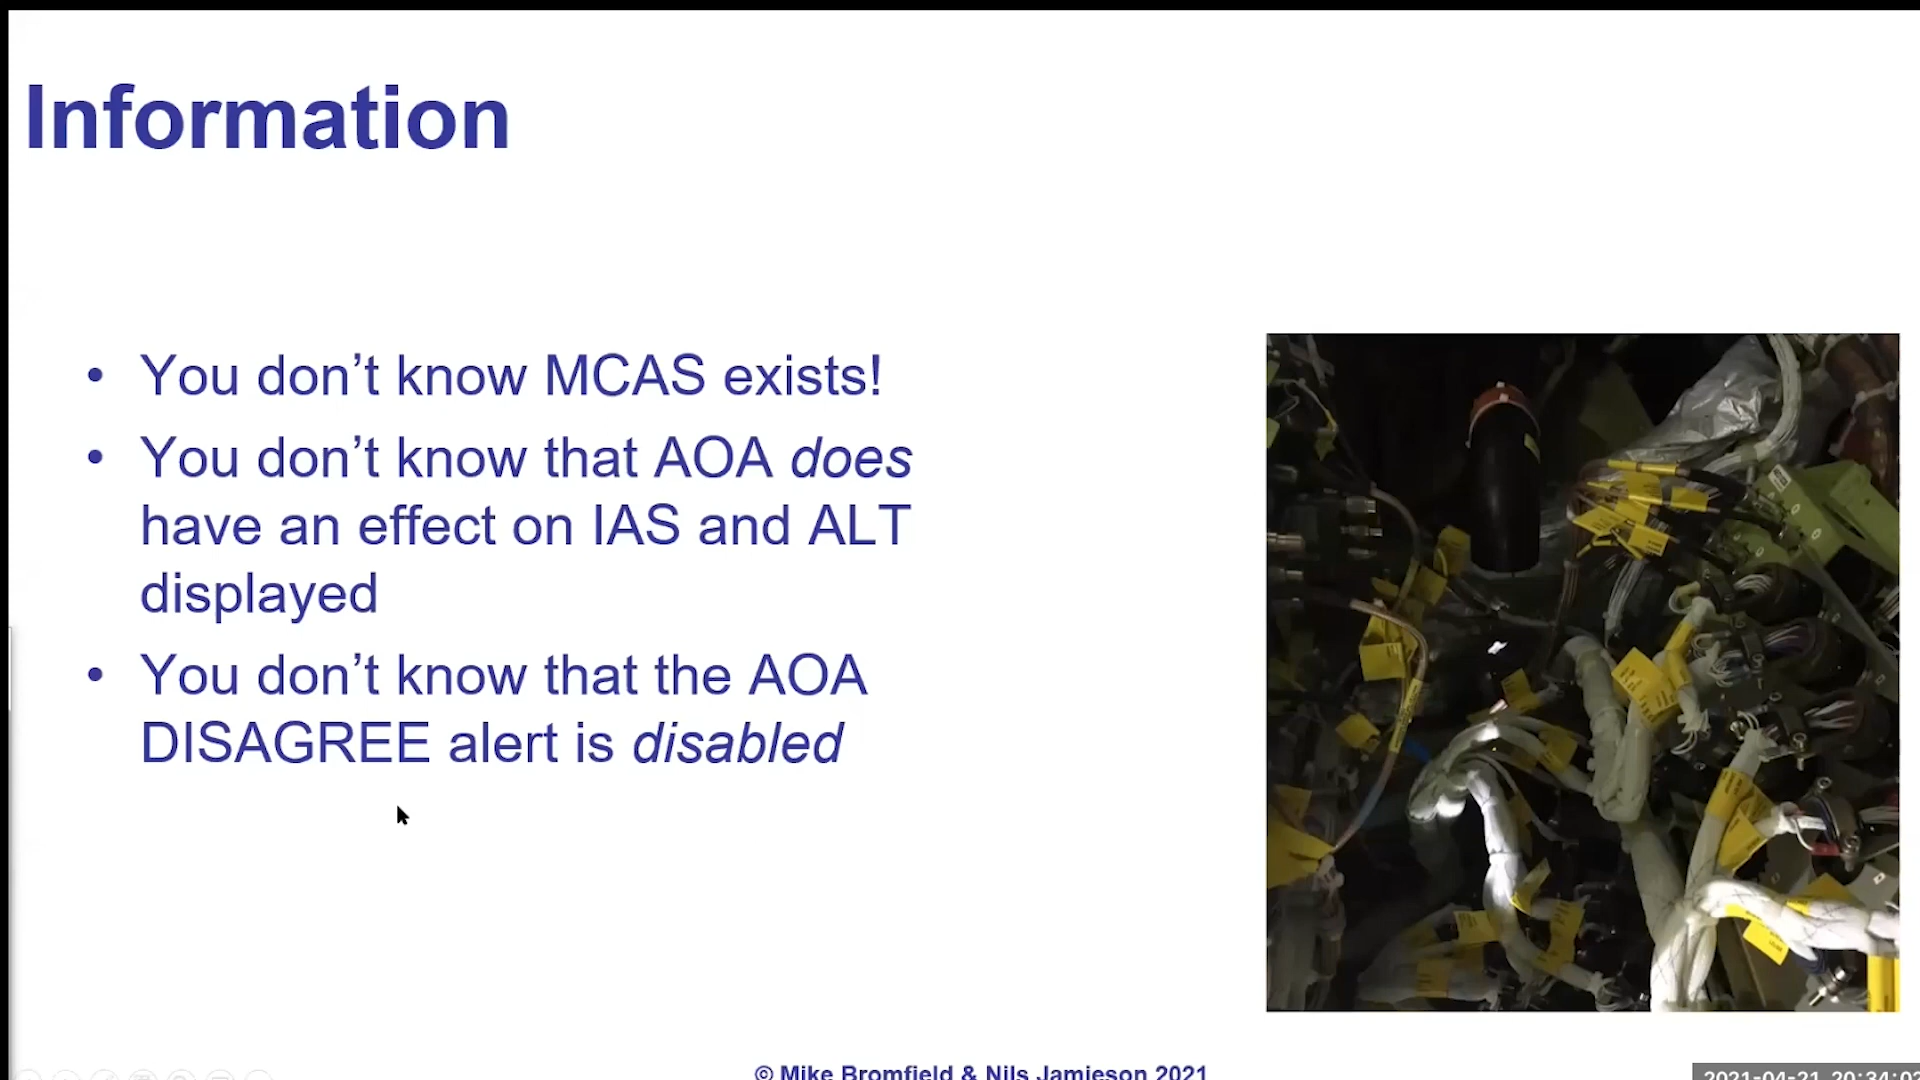 Information
• You don’t know MCAS exists!
• You don’t know that AOA does
have an effect on IAS and ALT
displayed
• You don’t know that the AOA
DISAGREE alert is disabled
© Mike Bromfield & Nils Jamieson 2021
2021-04-21 20:34:02